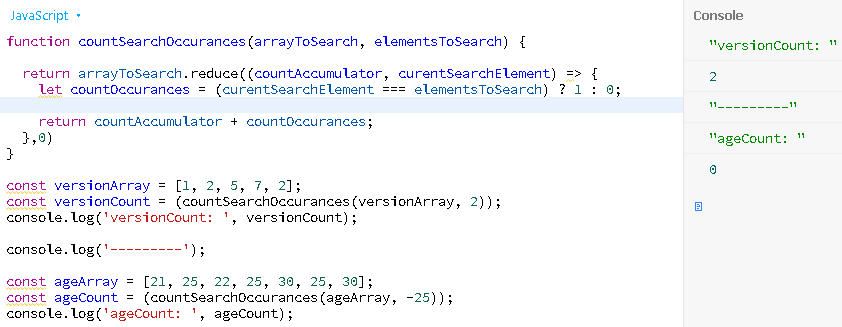 JavaScript
function countSearchOccurances(arrayToSearch, elementsToSearch) {
  return arrayToSearch.reduce((countAccumulator, curentSearchElement) => {
    let countOccurances = (curentSearchElement === elementsToSearch) ? 1 : 0;
    return countAccumulator + countOccurances;
  },0)
}
const versionArray = [1, 2, 5, 7, 2];
const versionCount = (countSearchOccurances(versionArray, 2));
console.log('versionCount: ', versionCount);
console.log('---------');
const ageArray = [21, 25, 22, 25, 30, 25, 30];
const ageCount = (countSearchOccurances(ageArray, -25));
console.log('ageCount: ', ageCount);
Console
"versionCount: "
2
"---------"
"ageCount: "
0